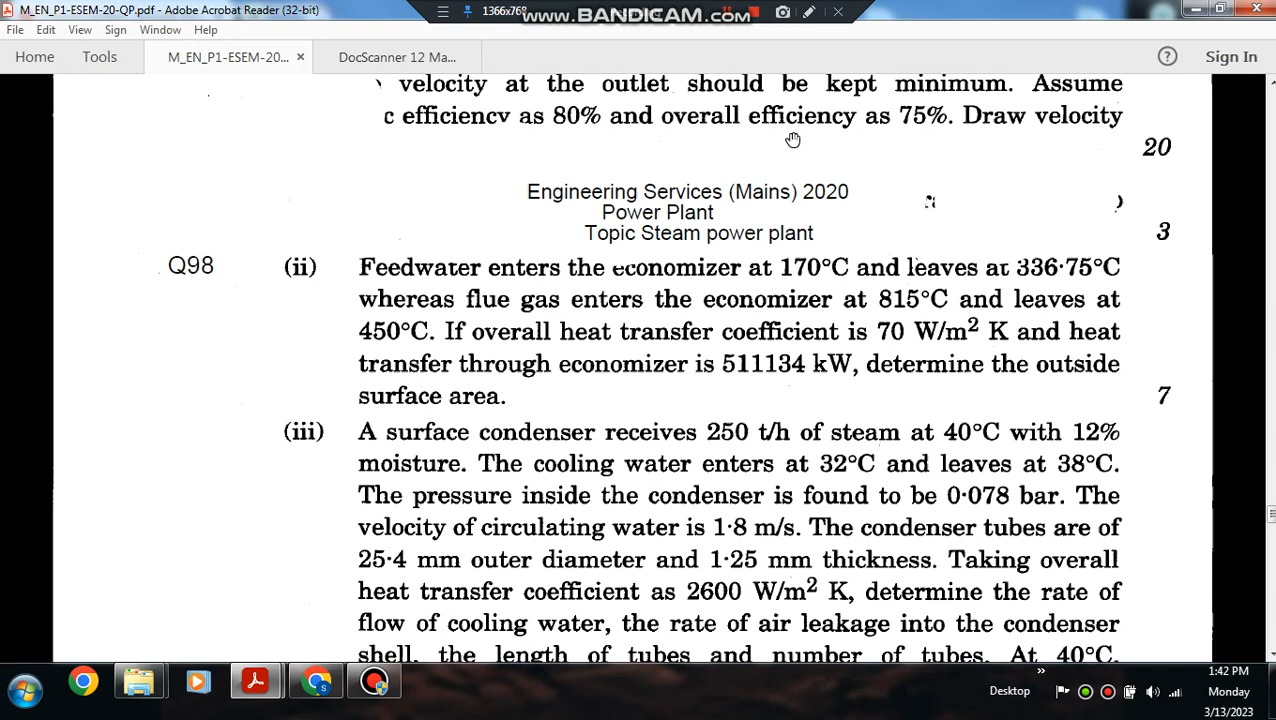 M_EN_P1-ESEM-20-QP.pdf - Adobe Acrobat Reader (32-bit)
1366x768
www.BANDICAM.com
File Edit View Sign Window Help
Home Tools M_EN_P1-ESEM-20... × DocScanner 12 Ma... ? Sign In
velocity at the outlet should be kept minimum. Assume
c efficiency as 80% and overall efficiency as 75%. Draw velocity
20
Engineering Services (Mains) 2020
Power Plant
Topic Steam power plant
3
Q98 (ii) Feedwater enters the economizer at 170°C and leaves at 336·75°C
whereas flue gas enters the economizer at 815°C and leaves at
450°C. If overall heat transfer coefficient is 70 W/m² K and heat
transfer through economizer is 511134 kW, determine the outside
surface area. 7
(iii) A surface condenser receives 250 t/h of steam at 40°C with 12%
moisture. The cooling water enters at 32°C and leaves at 38°C.
The pressure inside the condenser is found to be 0·078 bar. The
velocity of circulating water is 1·8 m/s. The condenser tubes are of
25·4 mm outer diameter and 1·25 mm thickness. Taking overall
heat transfer coefficient as 2600 W/m² K, determine the rate of
flow of cooling water, the rate of air leakage into the condenser
shell, the length of tubes and number of tubes. At 40°C,
Desktop
1:42 PM
Monday
3/13/2023